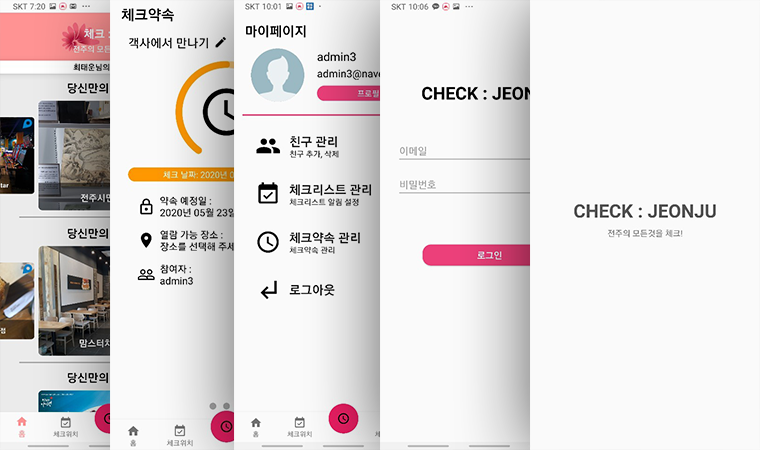 SKT 7:20
체크 :
전주의 모든
최태운님의
당신만의
tar
전주시민
당신만의
점
맘스터치
당신만의
홈
체크위치
체크약속
객사에서 만나기
체크 날짜: 2020년 0
약속 예정일 :
2020년 05월 23일
열람 가능 장소 :
장소를 선택해 주세
참여자 :
admin3
홈
체크위치
SKT 10:01
마이페이지
admin3
admin3@nave
프로필
친구 관리
친구 추가, 삭제
체크리스트 관리
체크리스트 알림 설정
체크약속 관리
체크약속 관리
로그아웃
홈
체크위치
SKT 10:06
CHECK : JEON
이메일
비밀번호
로그인
CHECK : JEONJU
전주의 모든것을 체크!